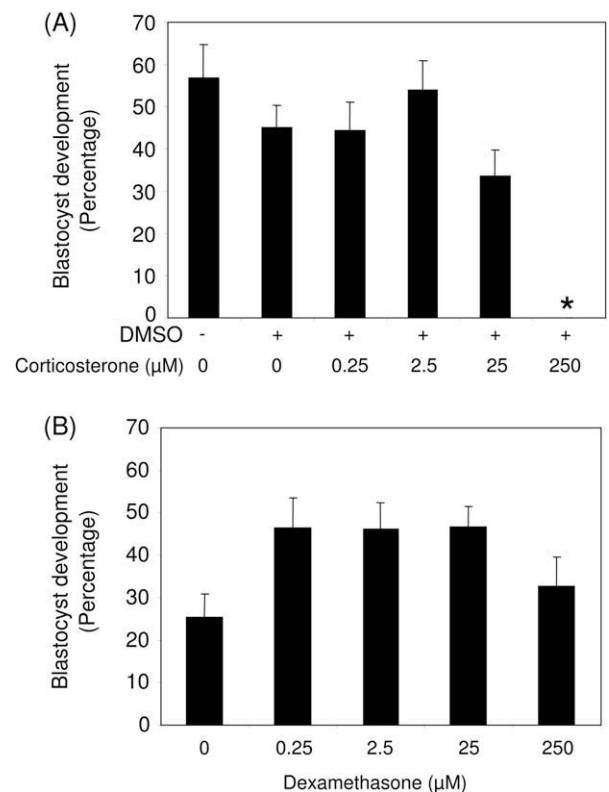 (A)
Blastocyst development
(Percentage)
70
60
50
40
30
20
10
0
*
DMSO - + + + + +
Corticosterone (µM) 0 0 0.25 2.5 25 250
(B)
Blastocyst development
(Percentage)
70
60
50
40
30
20
10
0
0 0.25 2.5 25 250
Dexamethasone (µM)